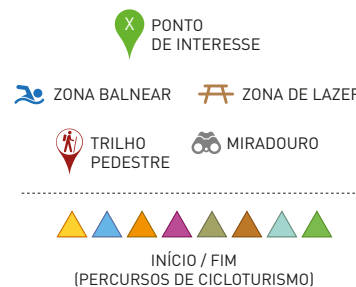 X PONTO
DE INTERESSE
ZONA BALNEAR ZONA DE LAZER
TRILHO
PEDESTRE
MIRADOURO
INÍCIO / FIM
(PERCURSOS DE CICLOTURISMO)